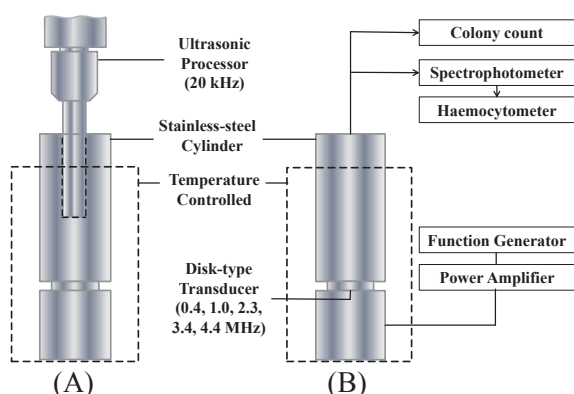 Ultrasonic
Processor
(20 kHz)
Stainless-steel
Cylinder
Temperature
Controlled
Disk-type
Transducer
(0.4, 1.0, 2.3,
3.4, 4.4 MHz)
Colony count
Spectrophotometer
Haemocytometer
Function Generator
Power Amplifier
(A)
(B)